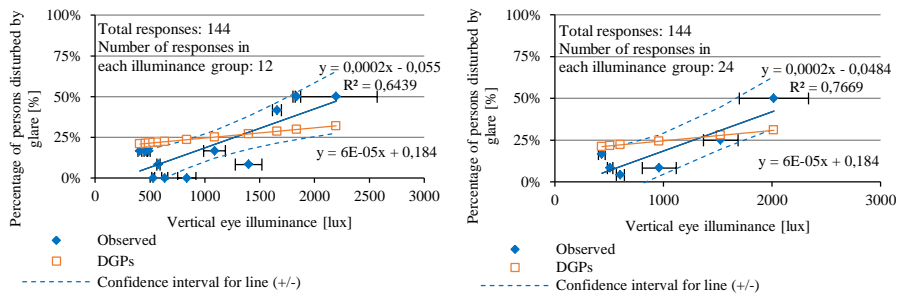 Percentage of persons disturbed by glare [%]
100%
75%
50%
25%
0%
Total responses: 144
Number of responses in
each illuminance group: 12
y = 0,0002x - 0,055
R² = 0,6439
y = 6E-05x + 0,184
0 500 1000 1500 2000 2500 3000
Vertical eye illuminance [lux]
Observed
DGPs
Confidence interval for line (+/-)
Percentage of persons disturbed by glare [%]
100%
75%
50%
25%
0%
Total responses: 144
Number of responses in
each illuminance group: 24
y = 0,0002x - 0,0484
R² = 0,7669
y = 6E-05x + 0,184
0 1000 2000 3000
Vertical eye illuminance [lux]
Observed
DGPs
Confidence interval for line (+/-)